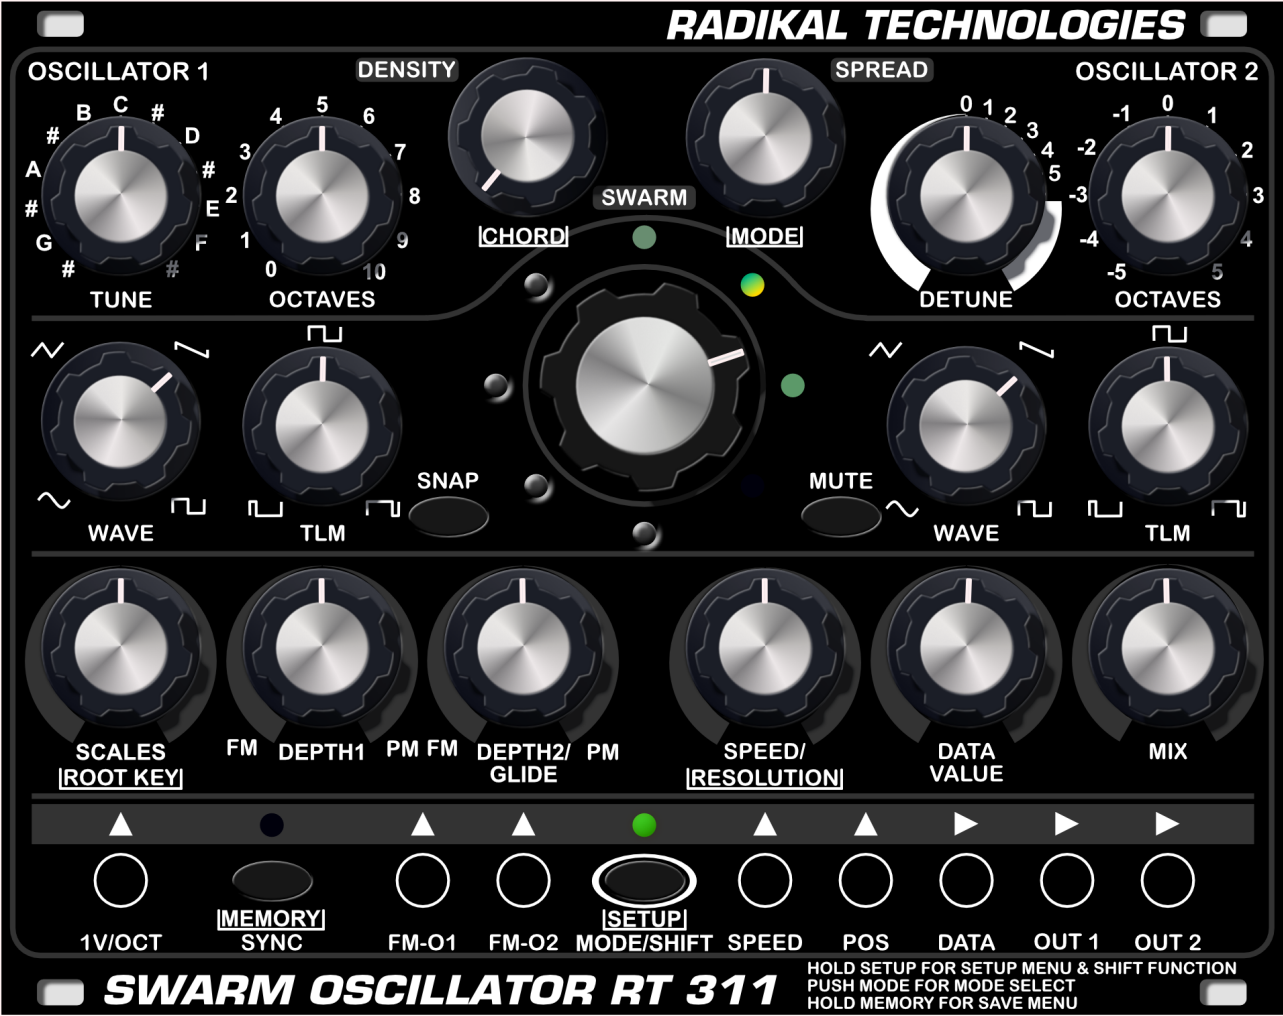 RADIKAL TECHNOLOGIES
OSCILLATOR 1
DENSITY
SPREAD
OSCILLATOR 2
G # A # B C # D # E F #
TUNE
0 1 2 3 4 5 6 7 8 9 10
OCTAVES
CHORD
SWARM
MODE
0 1 2 3 4 5
DETUNE
-5 -4 -3 -2 -1 0 1 2 3 4 5
OCTAVES
#
WAVE
TLM
SNAP
MUTE
WAVE
TLM
SCALES
ROOT KEY
FM DEPTH1 PM
FM DEPTH2/ PM
GLIDE
SPEED/
RESOLUTION
DATA
VALUE
MIX
1V/OCT
MEMORY
SYNC
FM-O1
FM-O2
SETUP
MODE/SHIFT
SPEED
POS
DATA
OUT 1
OUT 2
SWARM OSCILLATOR RT 311
HOLD SETUP FOR SETUP MENU & SHIFT FUNCTION
PUSH MODE FOR MODE SELECT
HOLD MEMORY FOR SAVE MENU